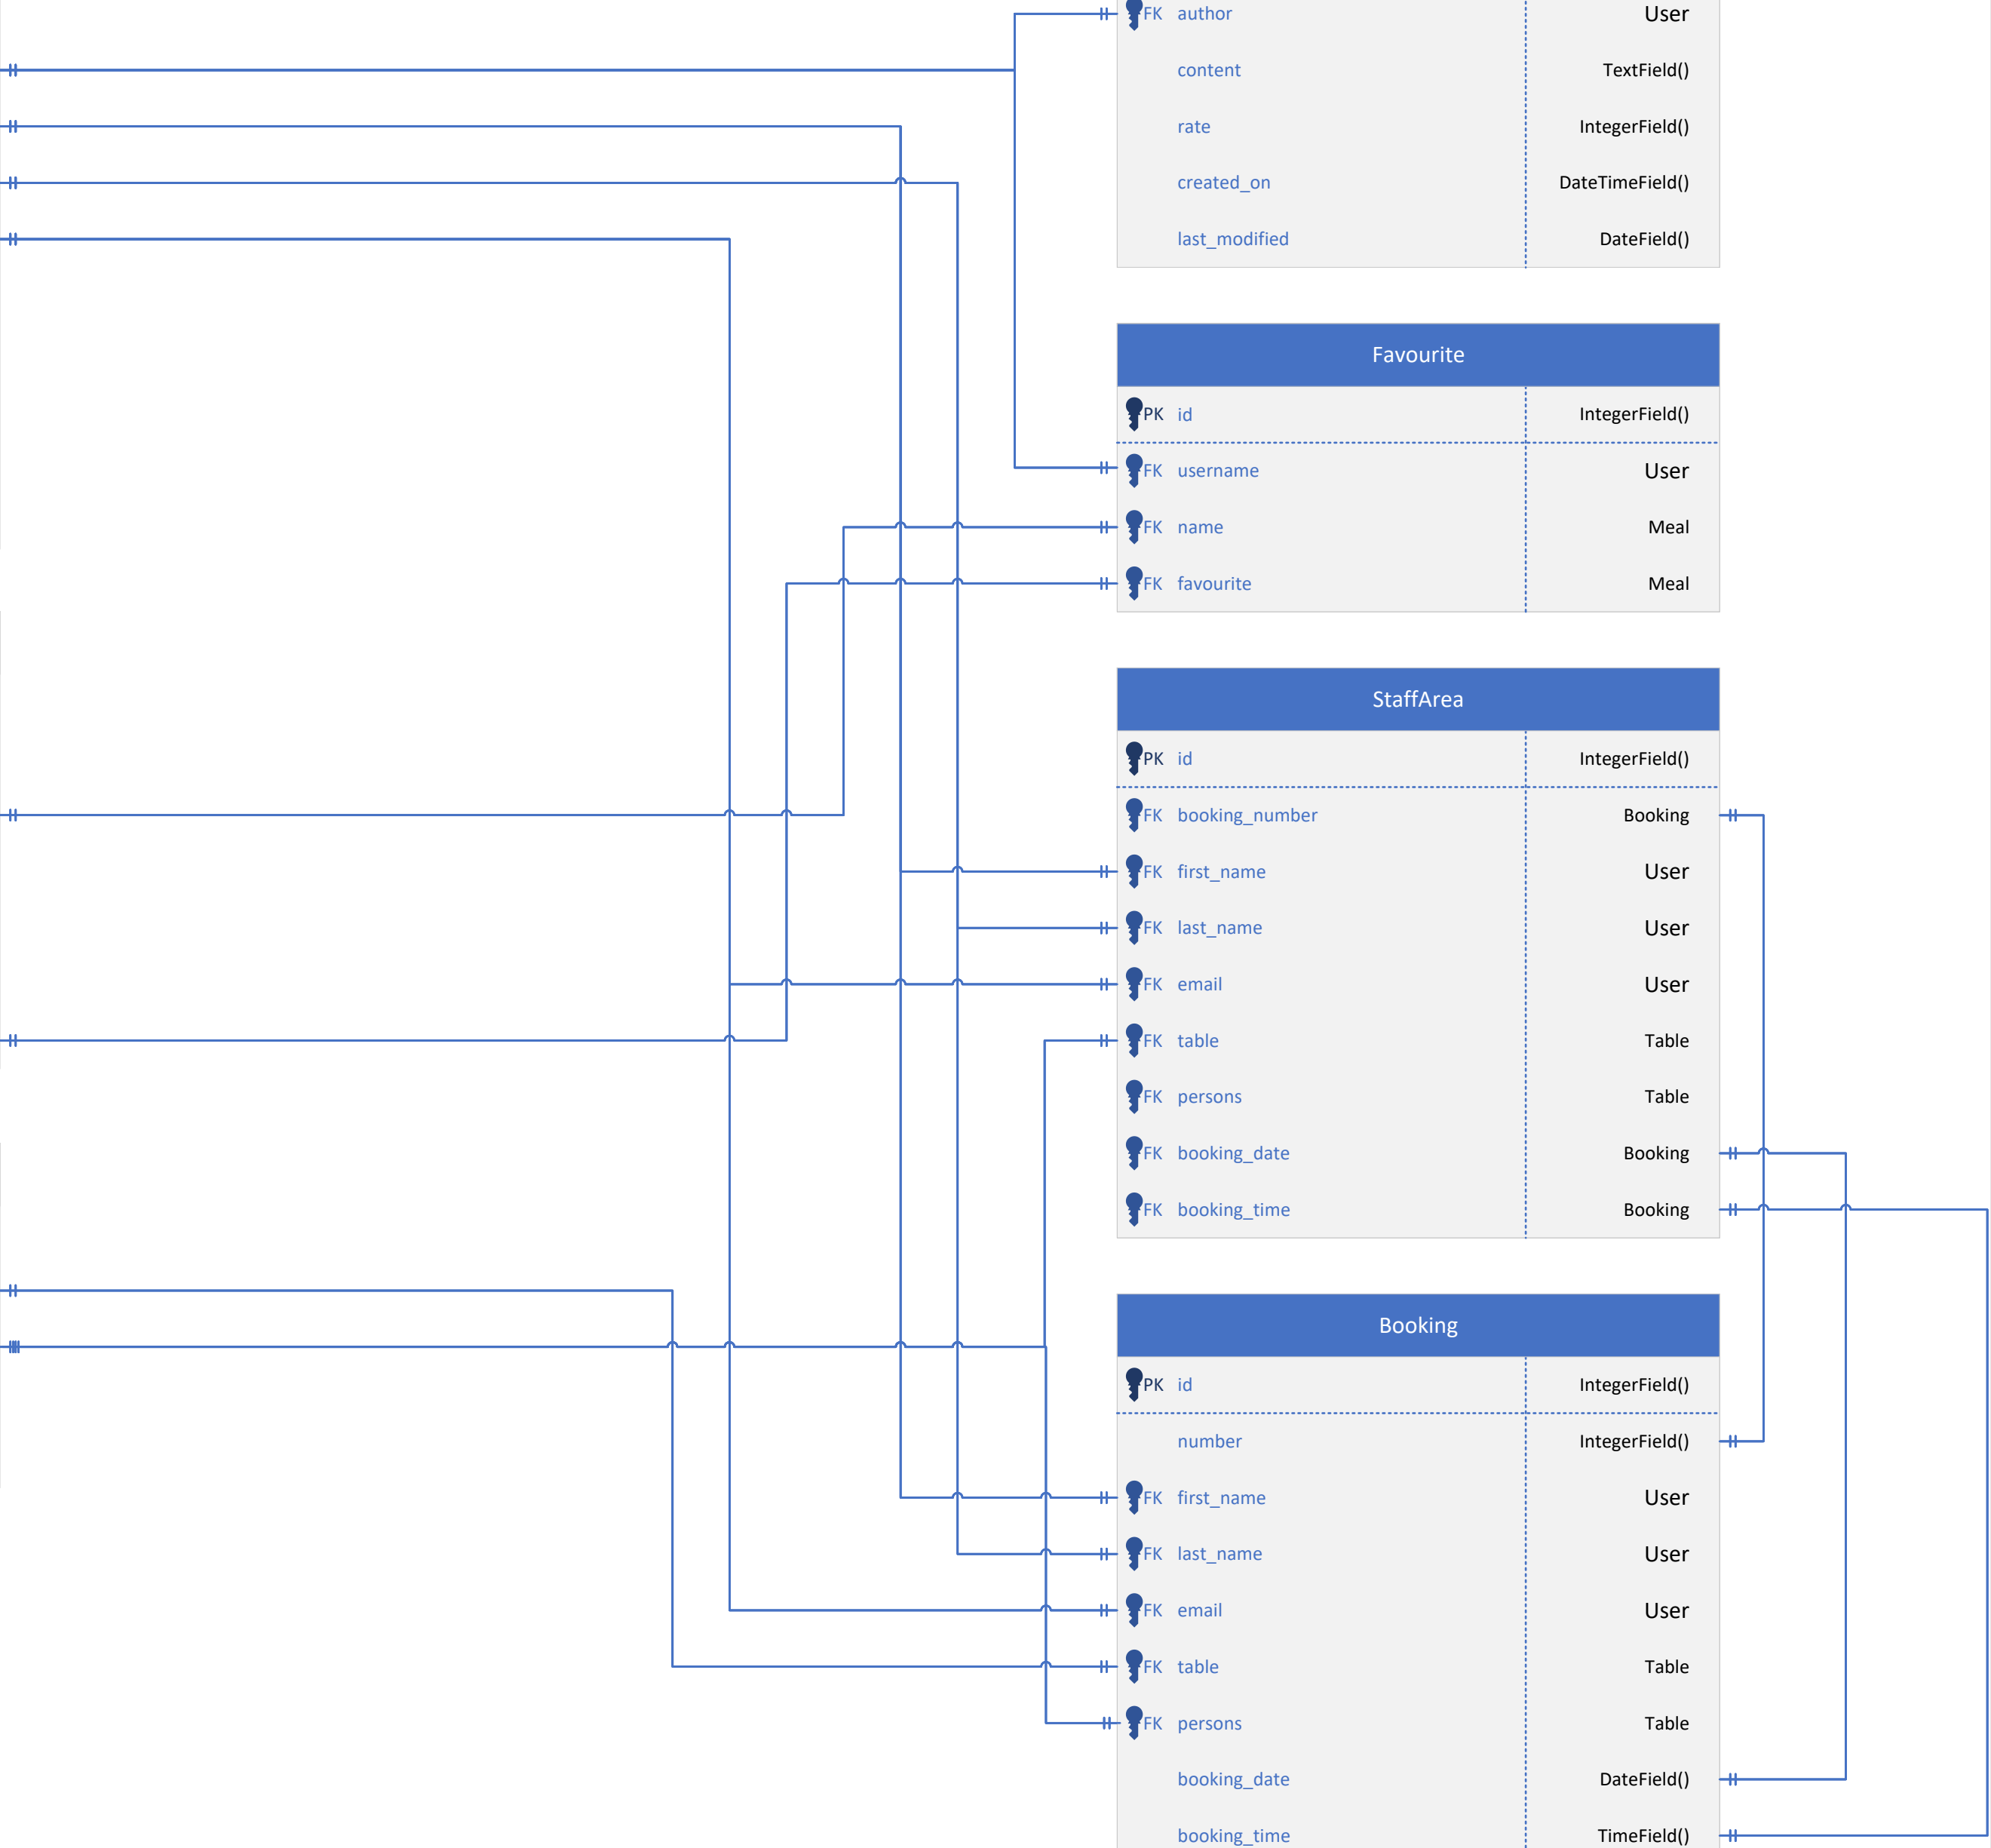 FK author User
content TextField()
rate IntegerField()
created_on DateTimeField()
last_modified DateField()
Favourite
PK id IntegerField()
FK username User
FK name Meal
FK favourite Meal
StaffArea
PK id IntegerField()
FK booking_number Booking
FK first_name User
FK last_name User
FK email User
FK table Table
FK persons Table
FK booking_date Booking
FK booking_time Booking
Booking
PK id IntegerField()
number IntegerField()
FK first_name User
FK last_name User
FK email User
FK table Table
FK persons Table
booking_date DateField()
booking_time TimeField()